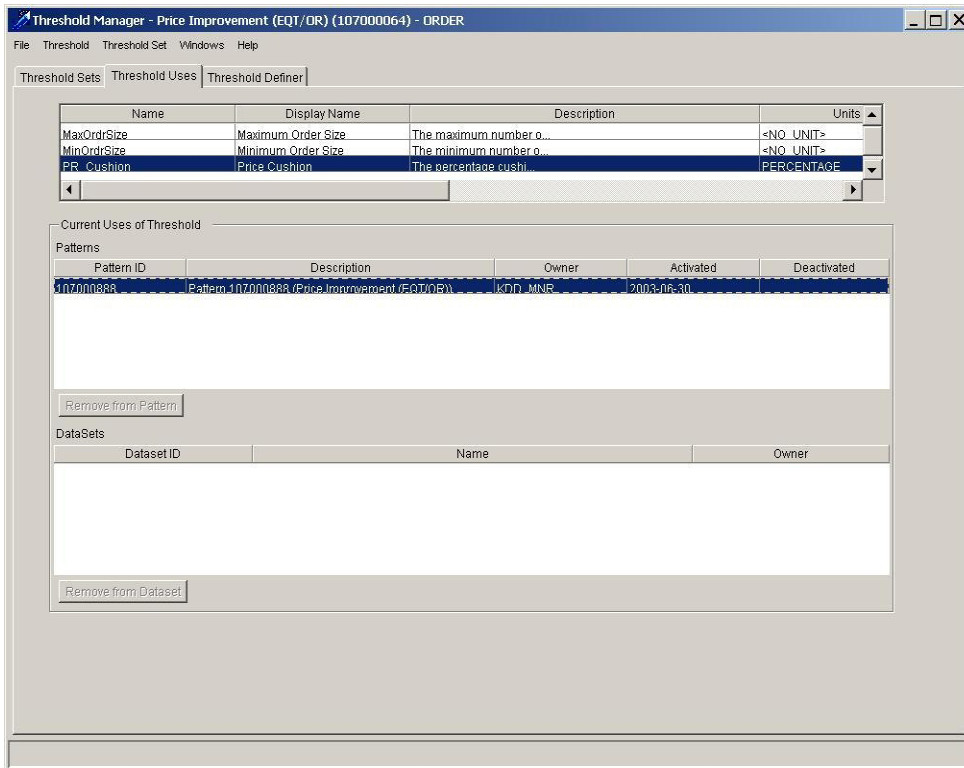 Threshold Manager - Price Improvement (EQT/OR) (107000064) - ORDER
File Threshold Threshold Set Windows Help
Threshold Sets Threshold Uses Threshold Definer
Name Display Name Description Units
MaxOrdrSize Maximum Order Size The maximum number o... <NO_UNIT>
MinOrdrSize Minimum Order Size The minimum number o... <NO_UNIT>
PR_Cushion Price Cushion The percentage cushi... PERCENTAGE
Current Uses of Threshold
Patterns
Pattern ID Description Owner Activated Deactivated
107000888 Pattern 107000888 (Price Improvement (EQT/OR)) KDD_MNR 2003-06-30
Remove from Pattern
DataSets
Dataset ID Name Owner
Remove from Dataset